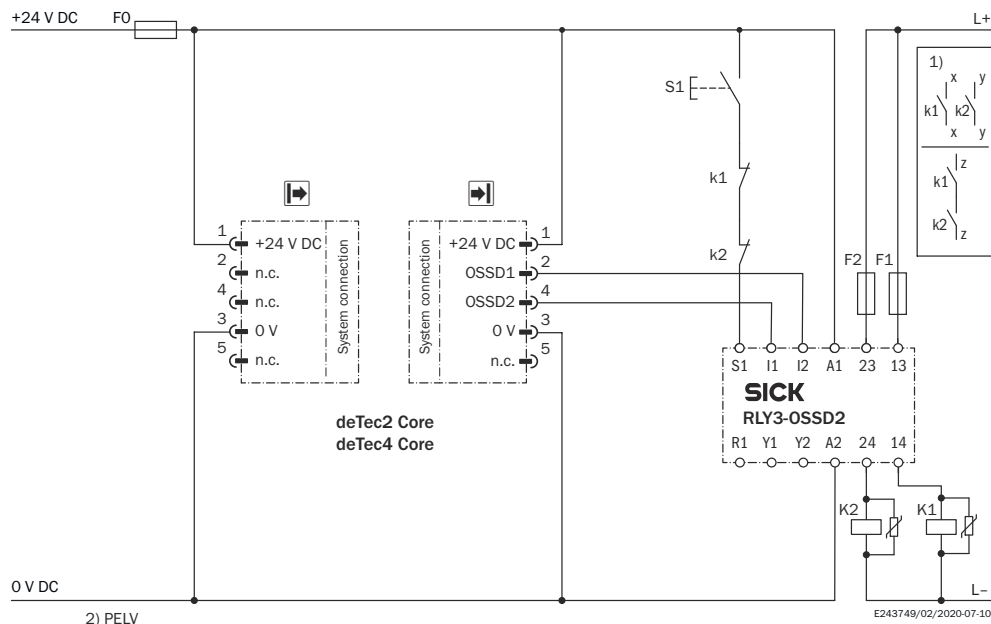 +24 V DC
F0
L+
1)
x
y
k1
k2
x
y
z
k1
k2
z
S1
k1
k2
F2
F1
1
+24 V DC
2
n.c.
4
n.c.
3
0 V
5
n.c.
System connection
System connection
+24 V DC
1
OSSD1
2
OSSD2
4
0 V
3
n.c.
5
deTec2 Core
deTec4 Core
S1
I1
I2
A1
23
13
SICK
RLY3-OSSD2
R1
Y1
Y2
A2
24
14
K2
K1
0 V DC
L–
2) PELV
E243749/02/2020-07-10